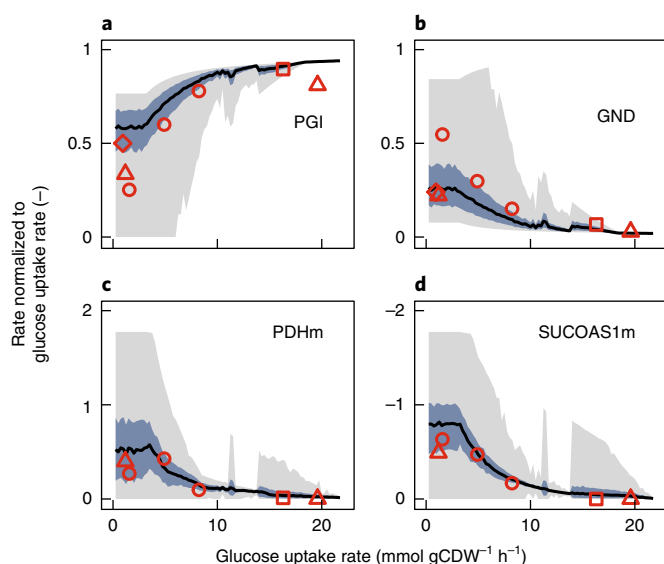 a
b
1
0.5
0
PGI
1
0.5
0
GND
Rate normalized to
glucose uptake rate (–)
c
d
2
1
0
PDHm
0
10
20
–2
–1
0
SUCOAS1m
0
10
20
Glucose uptake rate (mmol gCDW⁻¹ h⁻¹)